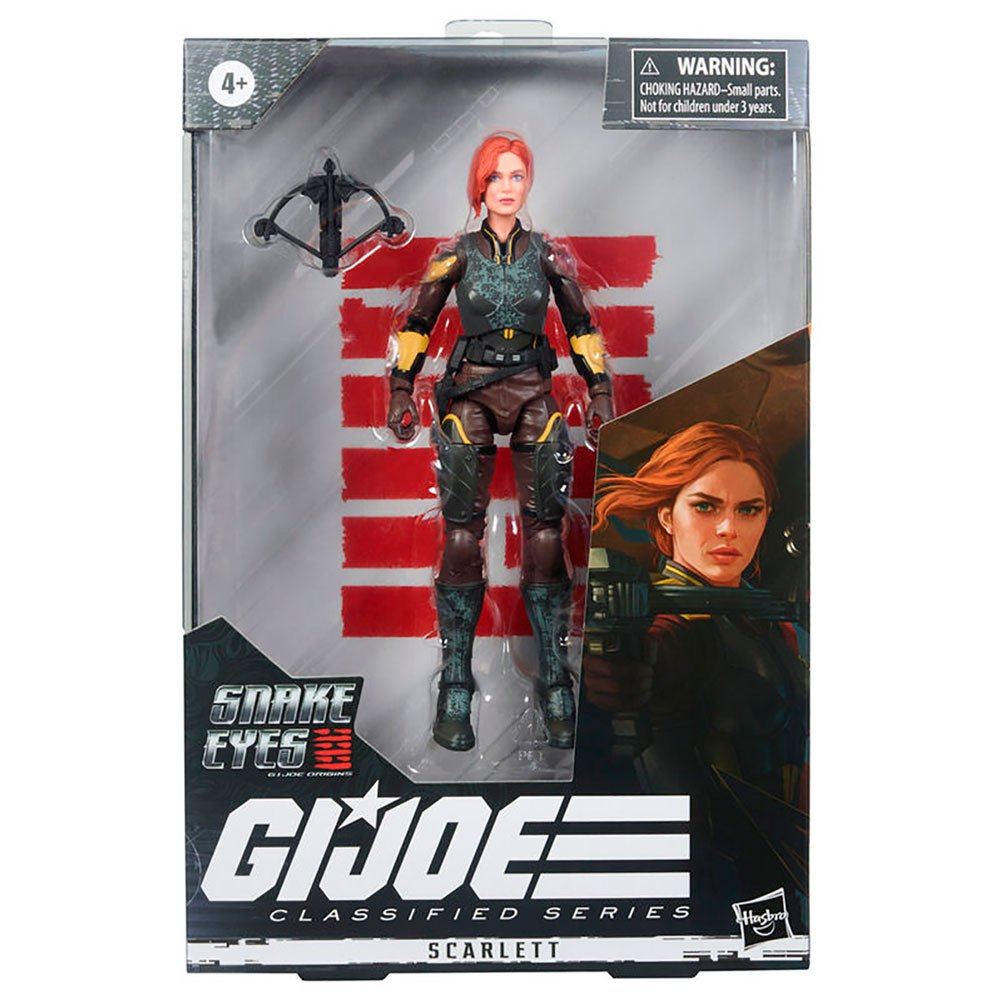 4+
WARNING:
CHOKING HAZARD–Small parts.
Not for children under 3 years.
SNAKE
EYES
G.I. JOE ORIGINS
GIJOE
CLASSIFIED SERIES
Hasbro
SCARLETT